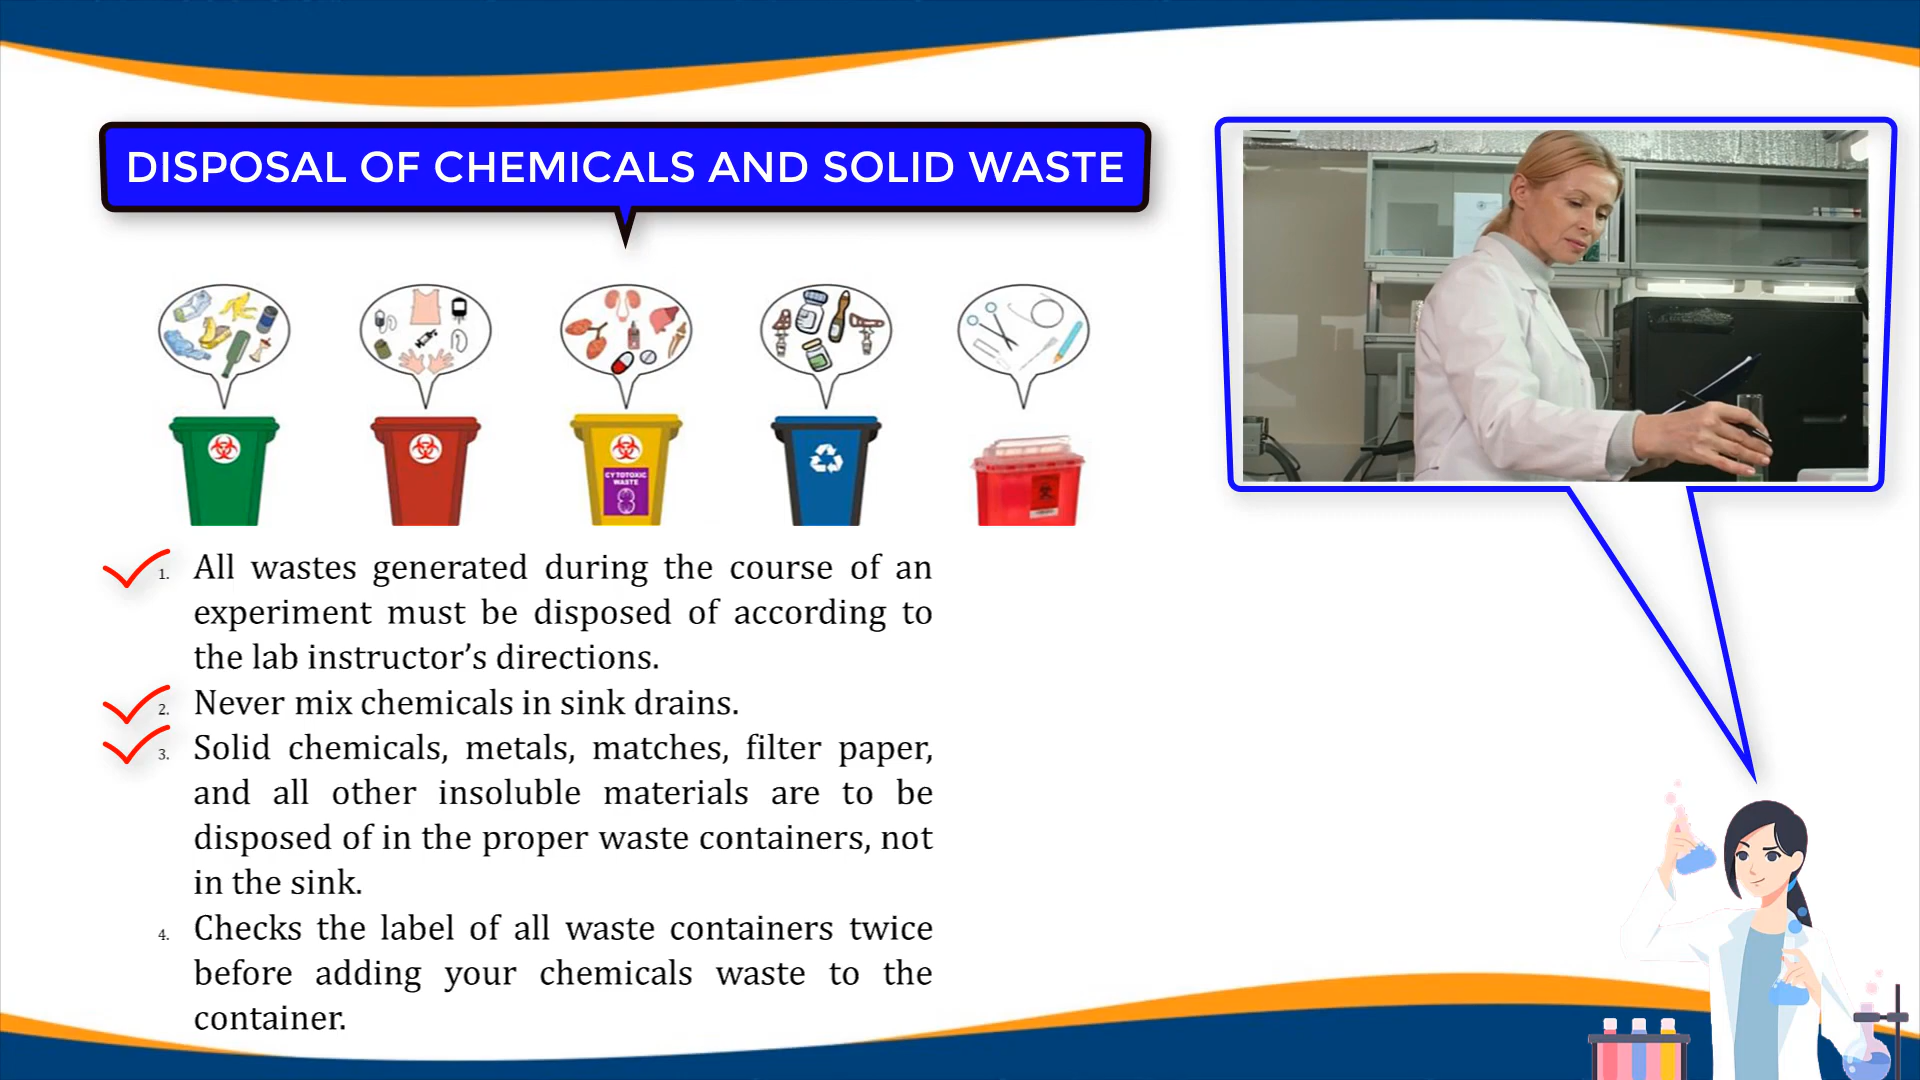 DISPOSAL OF CHEMICALS AND SOLID WASTE
CYTOTOXIC
WASTE
1. All wastes generated during the course of an
experiment must be disposed of according to
the lab instructor's directions.
2. Never mix chemicals in sink drains.
3. Solid chemicals, metals, matches, filter paper,
and all other insoluble materials are to be
disposed of in the proper waste containers, not
in the sink.
4. Checks the label of all waste containers twice
before adding your chemicals waste to the
container.